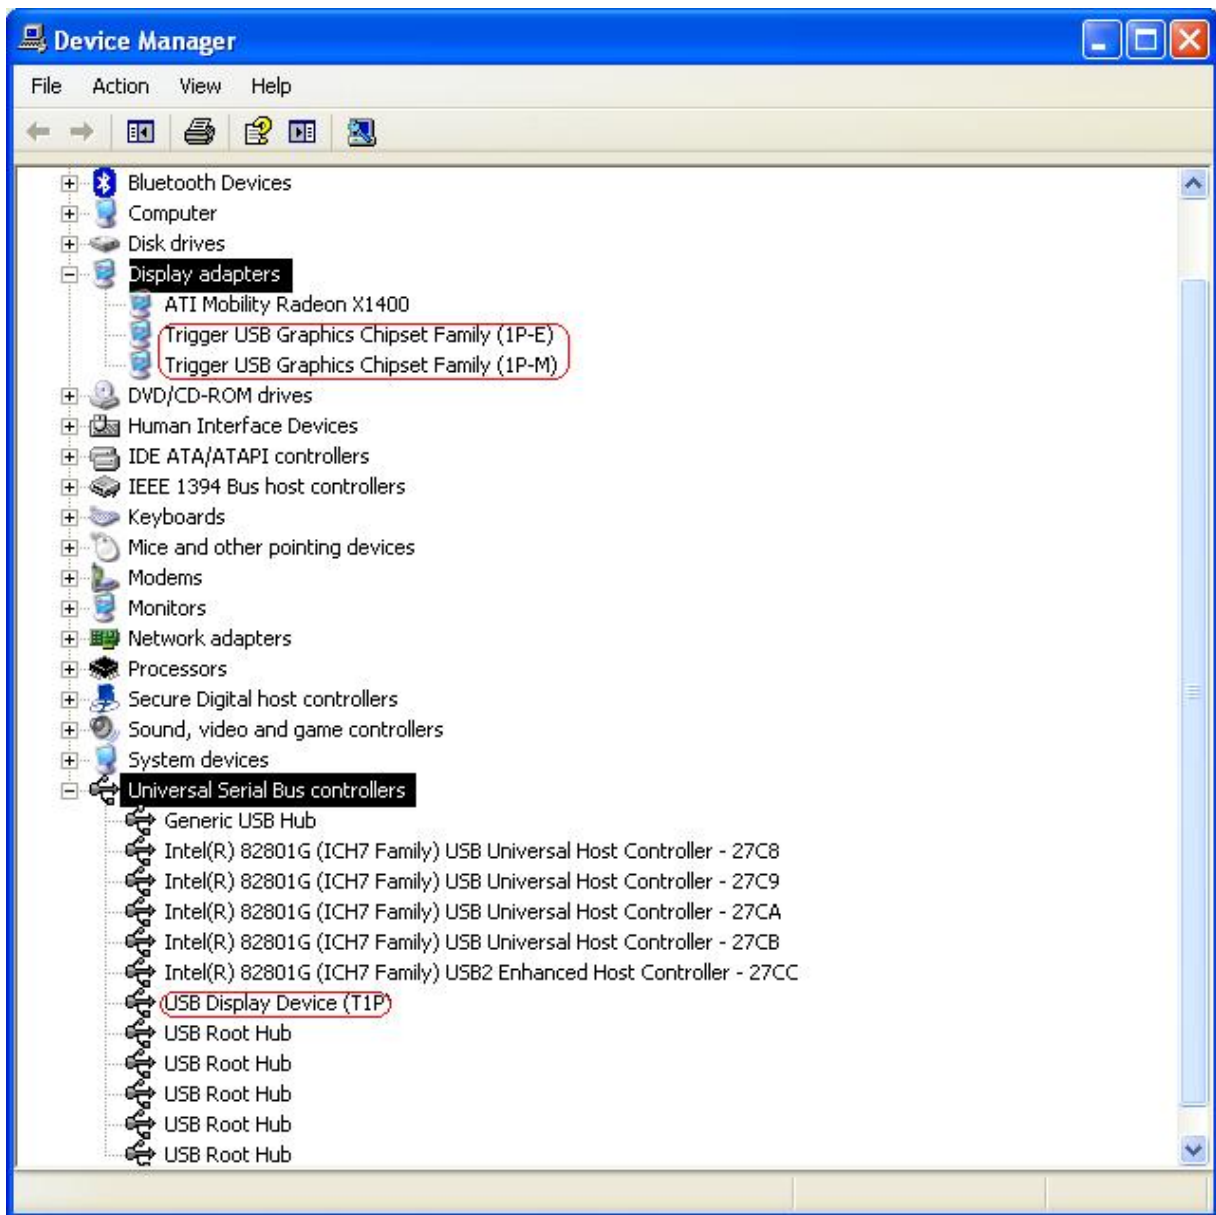 Device Manager
File Action View Help
Bluetooth Devices
Computer
Disk drives
Display adapters
ATI Mobility Radeon X1400
Trigger USB Graphics Chipset Family (1P-E)
Trigger USB Graphics Chipset Family (1P-M)
DVD/CD-ROM drives
Human Interface Devices
IDE ATA/ATAPI controllers
IEEE 1394 Bus host controllers
Keyboards
Mice and other pointing devices
Modems
Monitors
Network adapters
Processors
Secure Digital host controllers
Sound, video and game controllers
System devices
Universal Serial Bus controllers
Generic USB Hub
Intel(R) 82801G (ICH7 Family) USB Universal Host Controller - 27C8
Intel(R) 82801G (ICH7 Family) USB Universal Host Controller - 27C9
Intel(R) 82801G (ICH7 Family) USB Universal Host Controller - 27CA
Intel(R) 82801G (ICH7 Family) USB Universal Host Controller - 27CB
Intel(R) 82801G (ICH7 Family) USB2 Enhanced Host Controller - 27CC
USB Display Device (T1P)
USB Root Hub
USB Root Hub
USB Root Hub
USB Root Hub
USB Root Hub